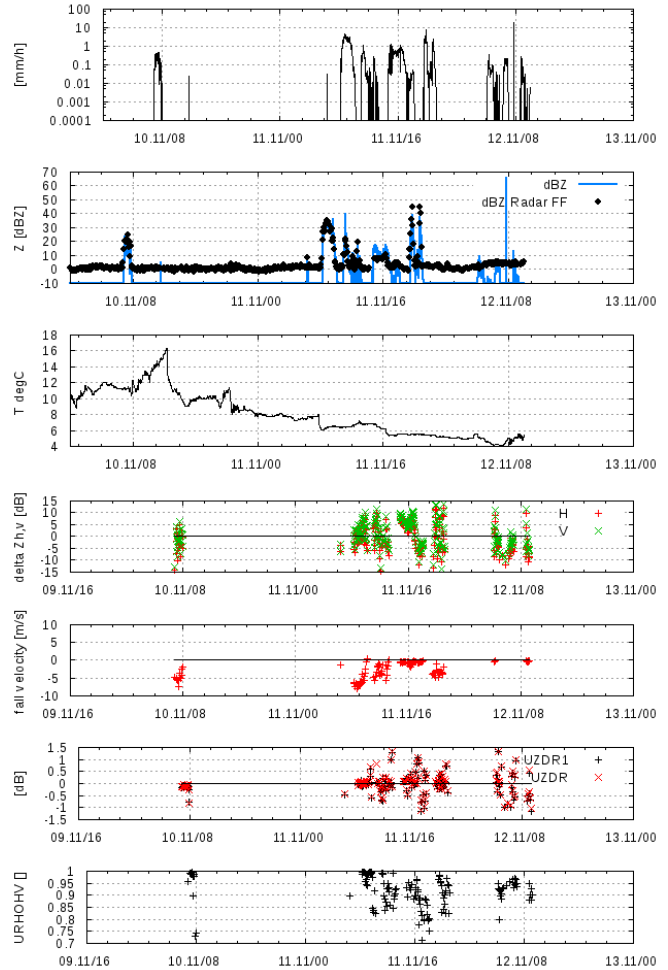 100
10
1
0.1
0.01
0.001
0.0001
[mm/h]
10.11/08 11.11/00 11.11/16 12.11/08 13.11/00
70
60
50
40
30
20
10
0
-10
Z [dBZ]
dBZ
dBZ Radar FF
10.11/08 11.11/00 11.11/16 12.11/08 13.11/00
18
16
14
12
10
8
6
4
T degC
10.11/08 11.11/00 11.11/16 12.11/08 13.11/00
15
10
5
0
-5
-10
-15
delta Z h,v [dB]
H
V
09.11/16 10.11/08 11.11/00 11.11/16 12.11/08 13.11/00
10
5
0
-5
-10
fall velocity [m/s]
09.11/16 10.11/08 11.11/00 11.11/16 12.11/08 13.11/00
1.5
1
0.5
0
-0.5
-1
-1.5
[dB]
UZDR1
UZDR
09.11/16 10.11/08 11.11/00 11.11/16 12.11/08 13.11/00
1
0.95
0.9
0.85
0.8
0.75
0.7
URHOHV []
09.11/16 10.11/08 11.11/00 11.11/16 12.11/08 13.11/00